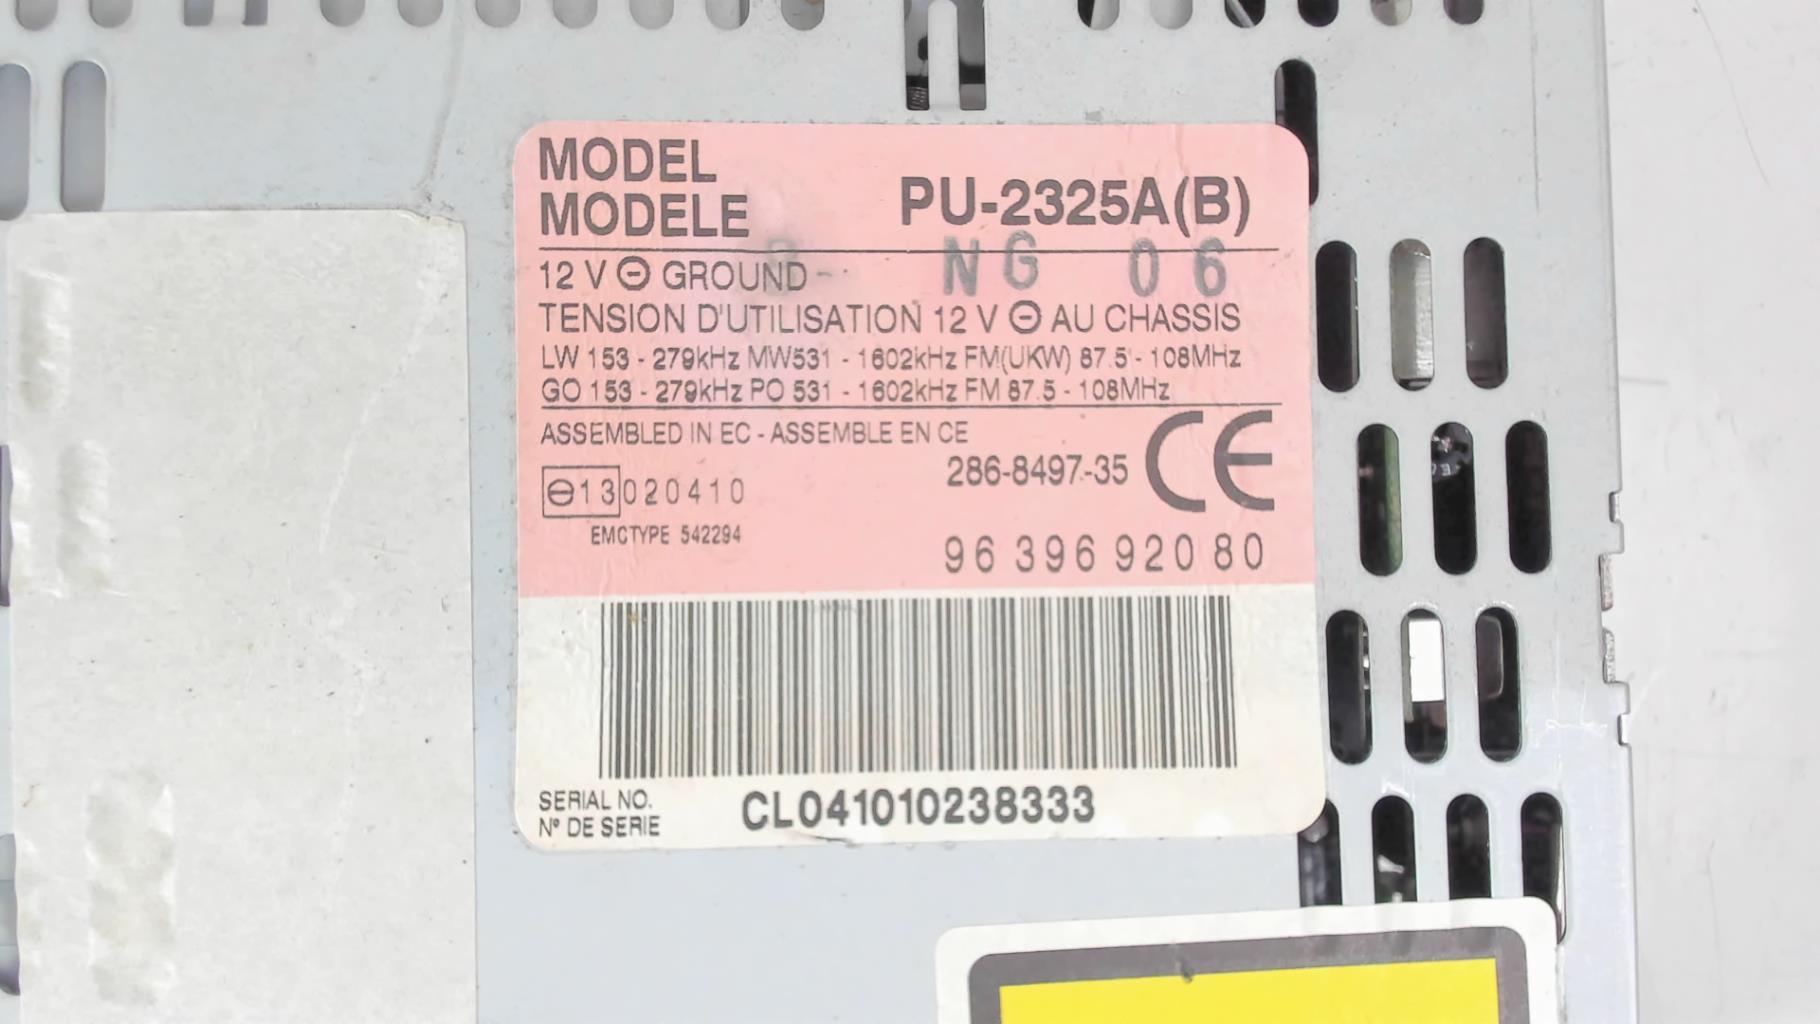 MODEL
MODELE PU-2325A(B)
NG 06
12 V ⊖ GROUND
TENSION D'UTILISATION 12 V ⊖ AU CHASSIS
LW 153 - 279kHz MW531 - 1602kHz FM(UKW) 87.5 - 108MHz
GO 153 - 279kHz PO 531 - 1602kHz FM 87.5 - 108MHz
ASSEMBLED IN EC - ASSEMBLE EN CE
286-8497-35 CE
⊖13 020410
EMCTYPE 542294
96 396 920 80
SERIAL NO.
Nº DE SERIE CL041010238333